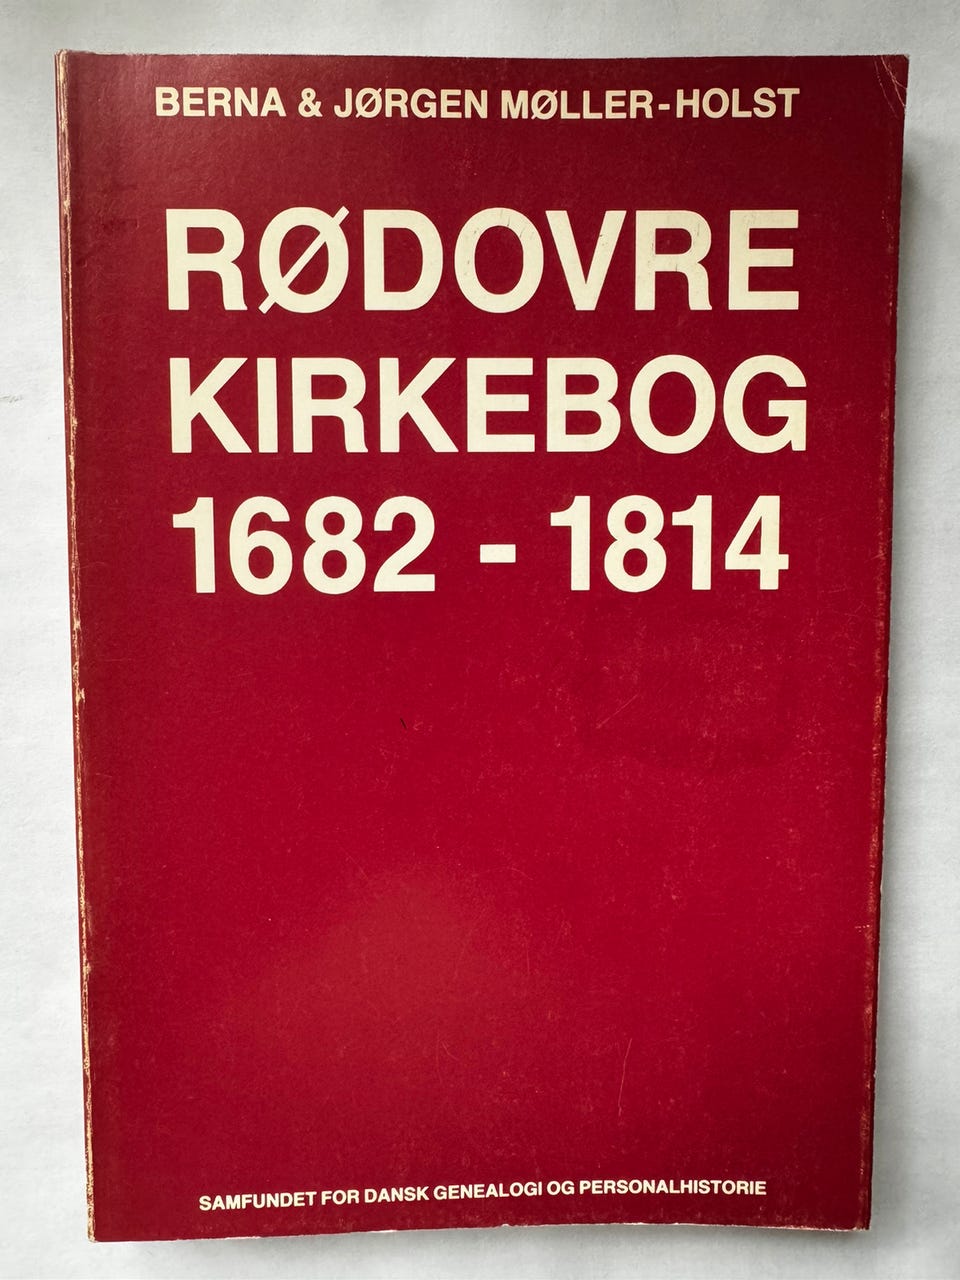 BERNA & JØRGEN MØLLER-HOLST
RØDOVRE
KIRKEBOG
1682 - 1814
SAMFUNDET FOR DANSK GENEALOGI OG PERSONALHISTORIE